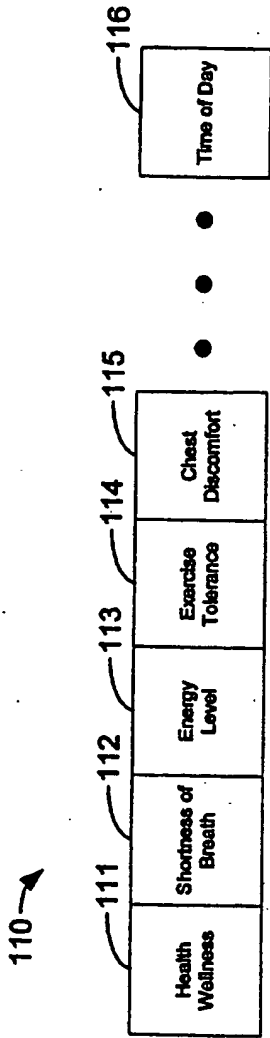 110
111
112
113
114
115
116
Health
Wellness
Shortness of
Breath
Energy
Level
Exercise
Tolerance
Chest
Discomfort
Time of Day